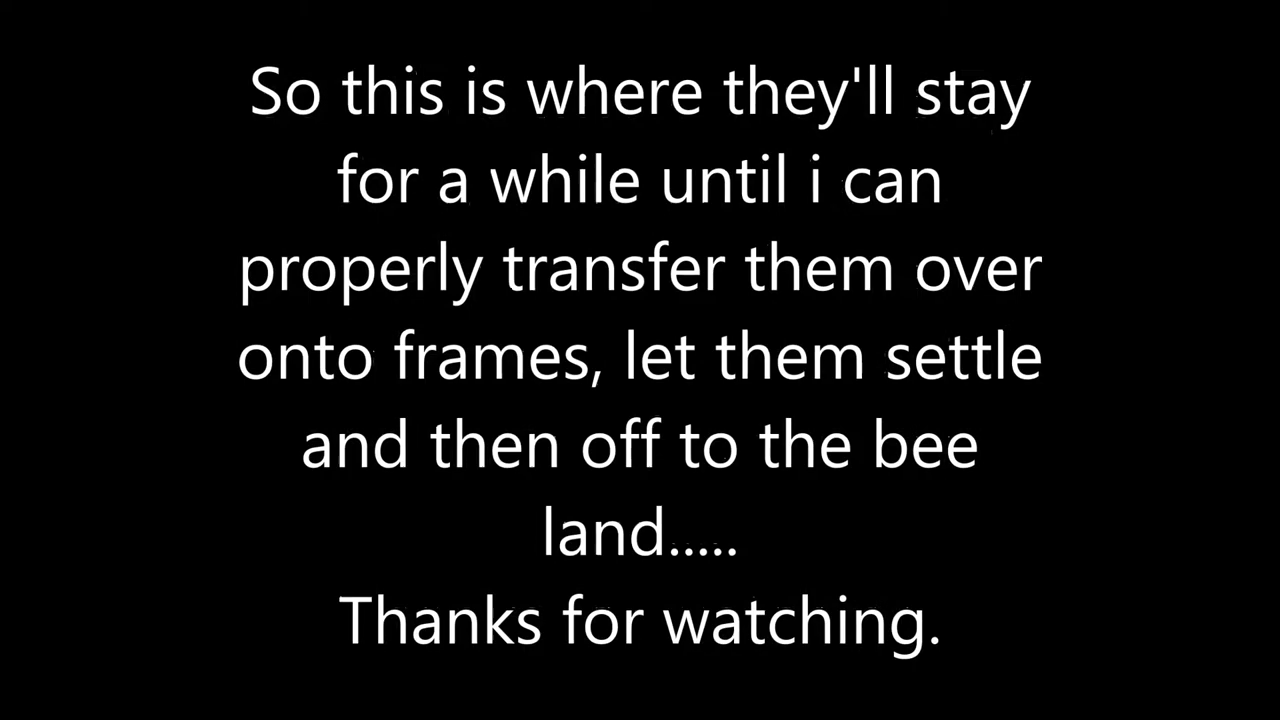 So this is where they'll stay
for a while until i can
properly transfer them over
onto frames, let them settle
and then off to the bee
land.....
Thanks for watching.